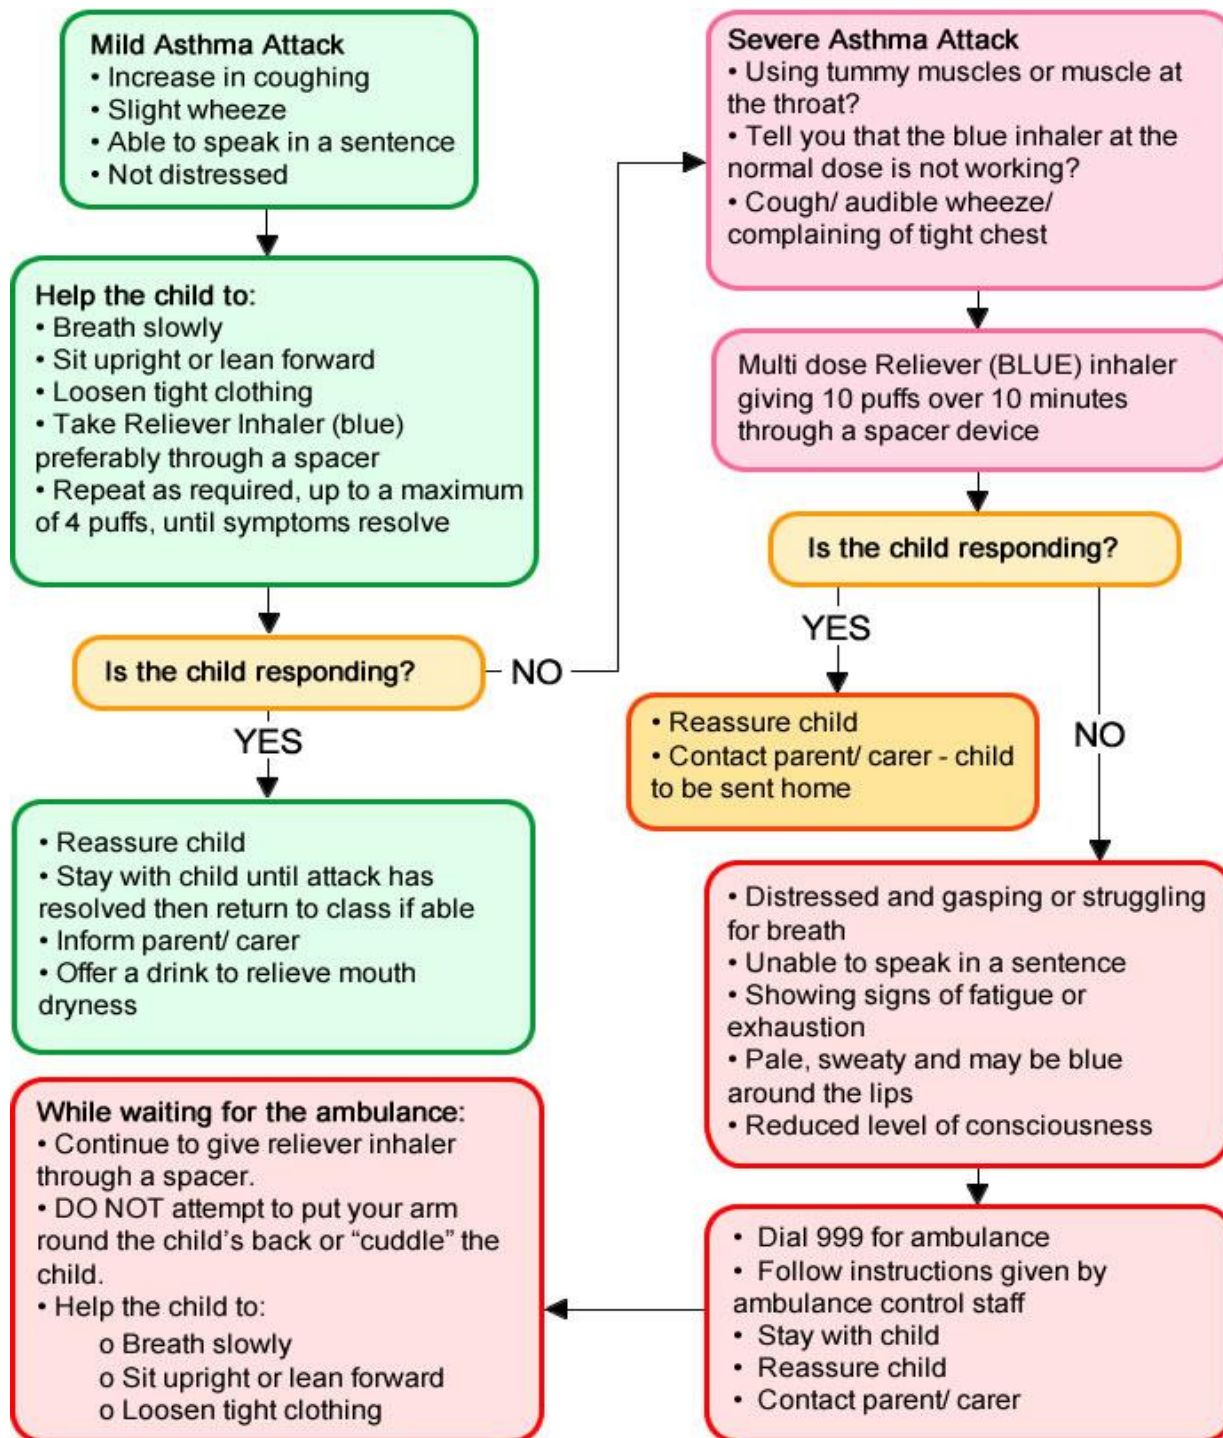 Mild Asthma Attack
• Increase in coughing
• Slight wheeze
• Able to speak in a sentence
• Not distressed
Help the child to:
• Breath slowly
• Sit upright or lean forward
• Loosen tight clothing
• Take Reliever Inhaler (blue)
preferably through a spacer
• Repeat as required, up to a maximum
of 4 puffs, until symptoms resolve
Is the child responding?
NO
YES
• Reassure child
• Stay with child until attack has
resolved then return to class if able
• Inform parent/ carer
• Offer a drink to relieve mouth
dryness
Severe Asthma Attack
• Using tummy muscles or muscle at
the throat?
• Tell you that the blue inhaler at the
normal dose is not working?
• Cough/ audible wheeze/
complaining of tight chest
Multi dose Reliever (BLUE) inhaler
giving 10 puffs over 10 minutes
through a spacer device
Is the child responding?
YES
• Reassure child
• Contact parent/ carer - child
to be sent home
NO
• Distressed and gasping or struggling
for breath
• Unable to speak in a sentence
• Showing signs of fatigue or
exhaustion
• Pale, sweaty and may be blue
around the lips
• Reduced level of consciousness
• Dial 999 for ambulance
• Follow instructions given by
ambulance control staff
• Stay with child
• Reassure child
• Contact parent/ carer
While waiting for the ambulance:
• Continue to give reliever inhaler
through a spacer.
• DO NOT attempt to put your arm
round the child's back or “cuddle” the
child.
• Help the child to:
o Breath slowly
o Sit upright or lean forward
o Loosen tight clothing